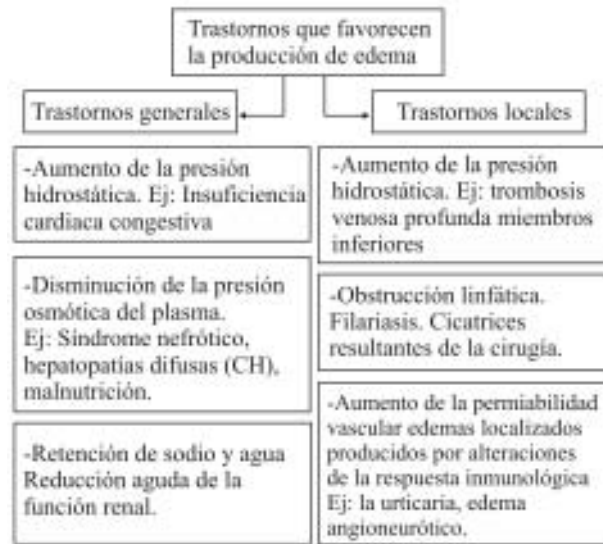 Trastornos que favorecen
la producción de edema
Trastornos generales
Trastornos locales
-Aumento de la presión
hidrostática. Ej: Insuficiencia
cardiaca congestiva
-Disminución de la presión
osmótica del plasma.
Ej: Síndrome nefrótico,
hepatopatías difusas (CH),
malnutrición.
-Retención de sodio y agua
Reducción aguda de la
función renal.
-Aumento de la presión
hidrostática. Ej: trombosis
venosa profunda miembros
inferiores
-Obstrucción linfática.
Filariasis. Cicatrices
resultantes de la cirugía.
-Aumento de la permiabilidad
vascular edemas localizados
producidos por alteraciones
de la respuesta inmunológica
Ej: la urticaria, edema
angioneurótico.